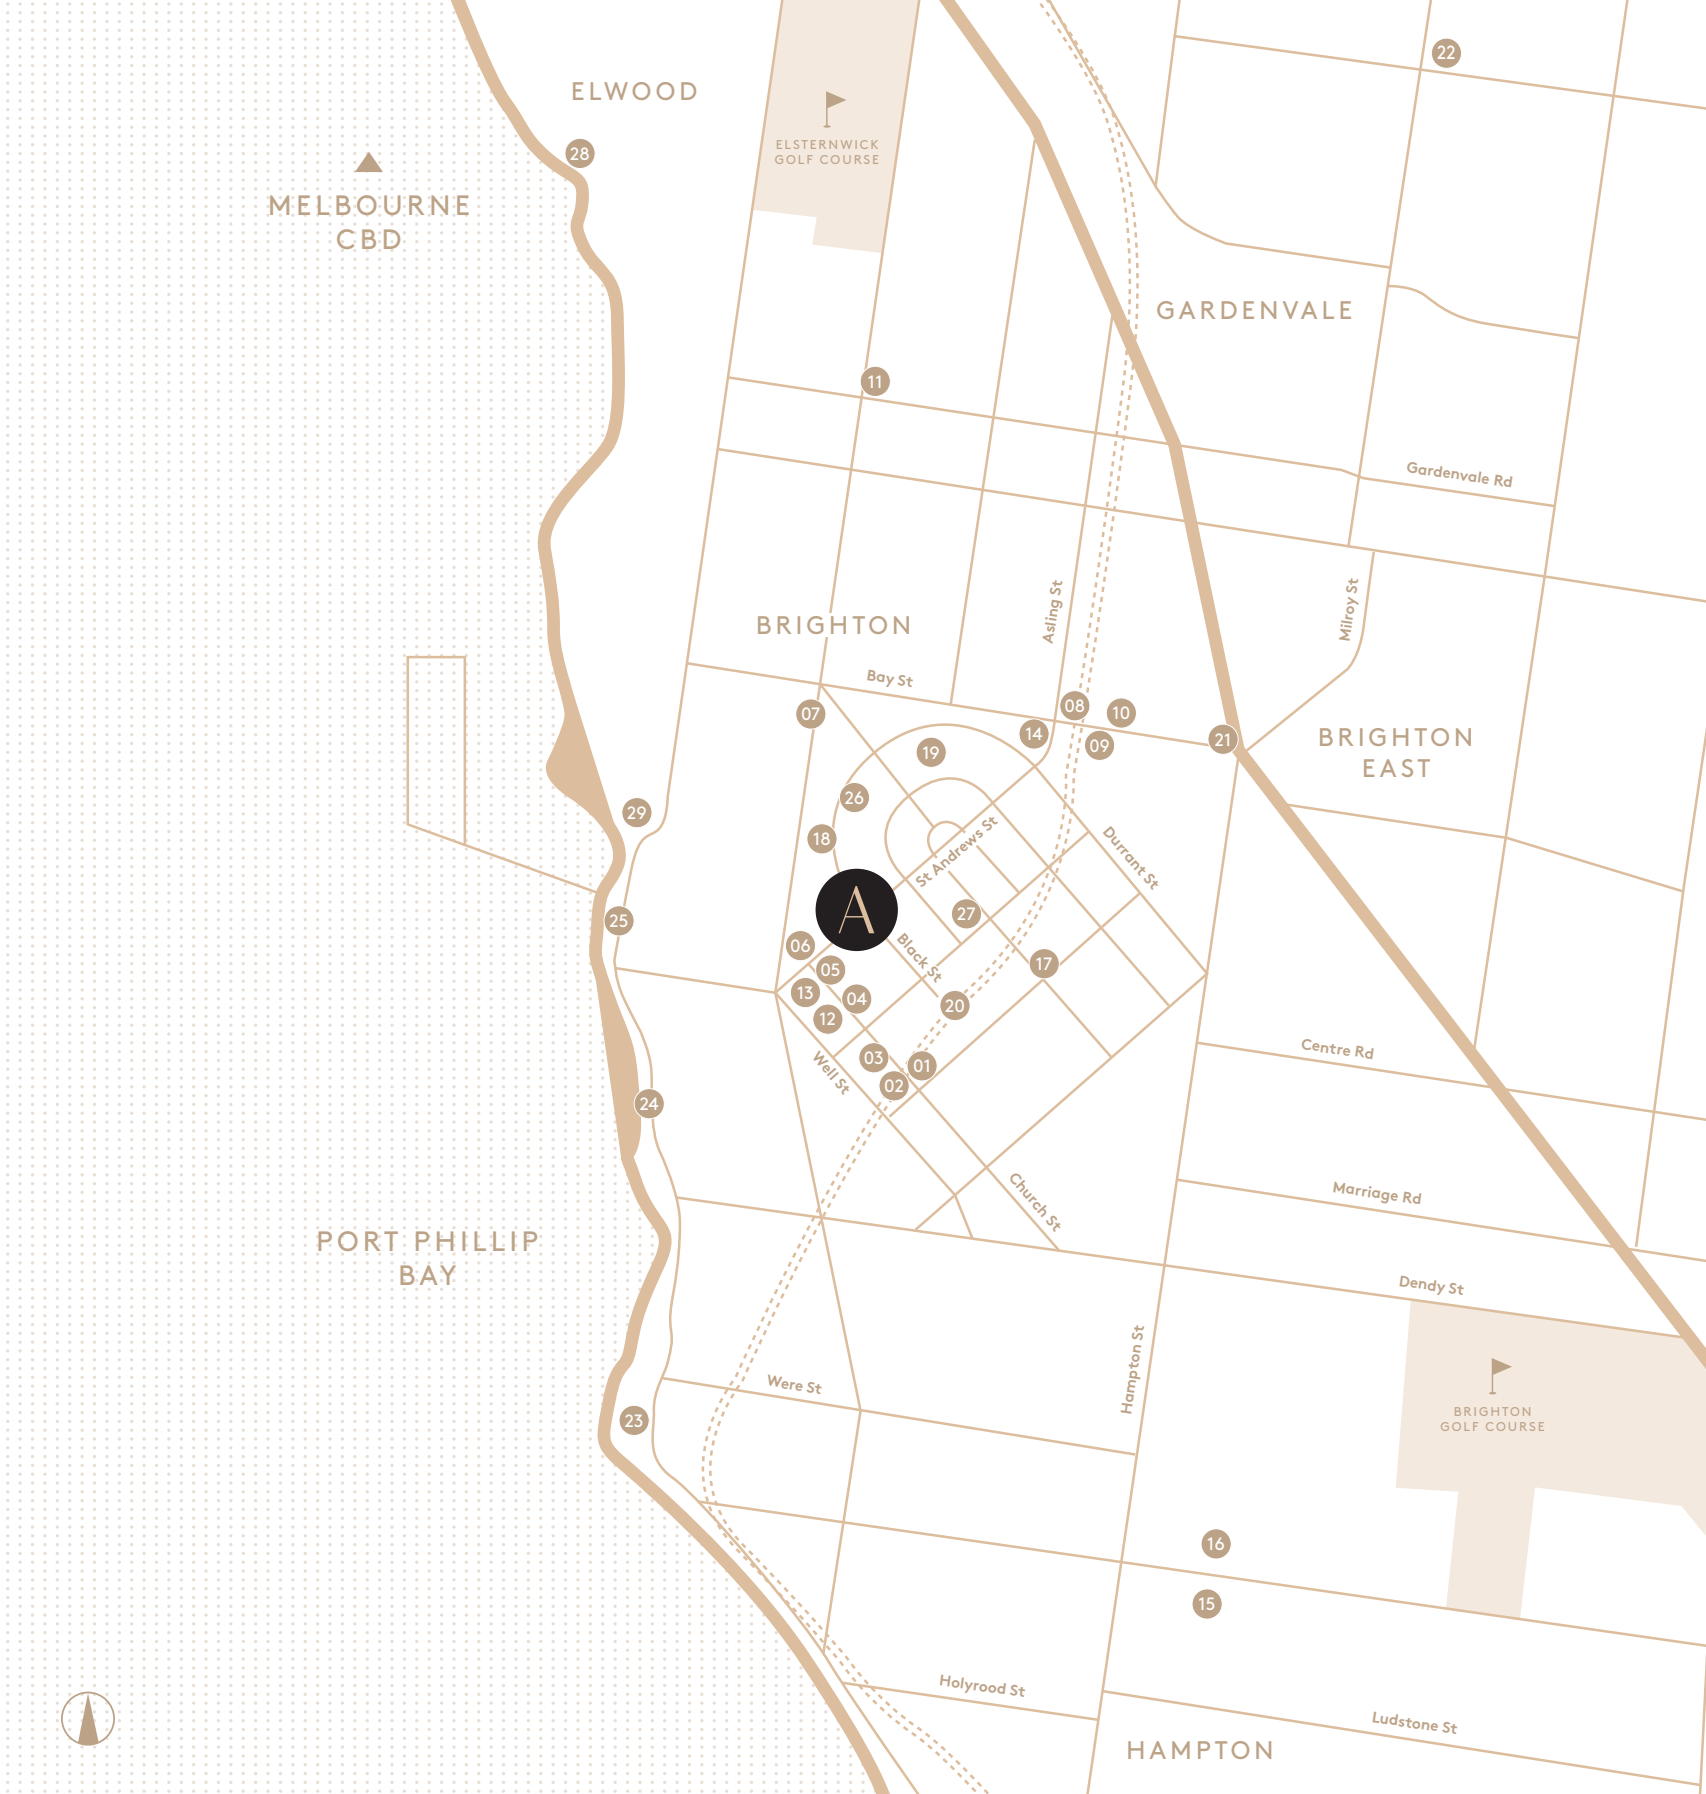 22
ELWOOD
ELSTERNWICK
GOLF COURSE
28
MELBOURNE
CBD
GARDENVALE
11
Gardenvale Rd
Asling St
Milroy St
BRIGHTON
Bay St
07
08
10
14
09
21
19
BRIGHTON
EAST
26
29
18
St Andrews St
Durrant St
A
27
25
06
Black St
05
17
13
04
20
12
03
01
02
Well St
Centre Rd
24
Church St
Marriage Rd
PORT PHILLIP
BAY
Dendy St
Hampton St
Were St
23
BRIGHTON
GOLF COURSE
16
15
Holyrood St
Ludstone St
HAMPTON